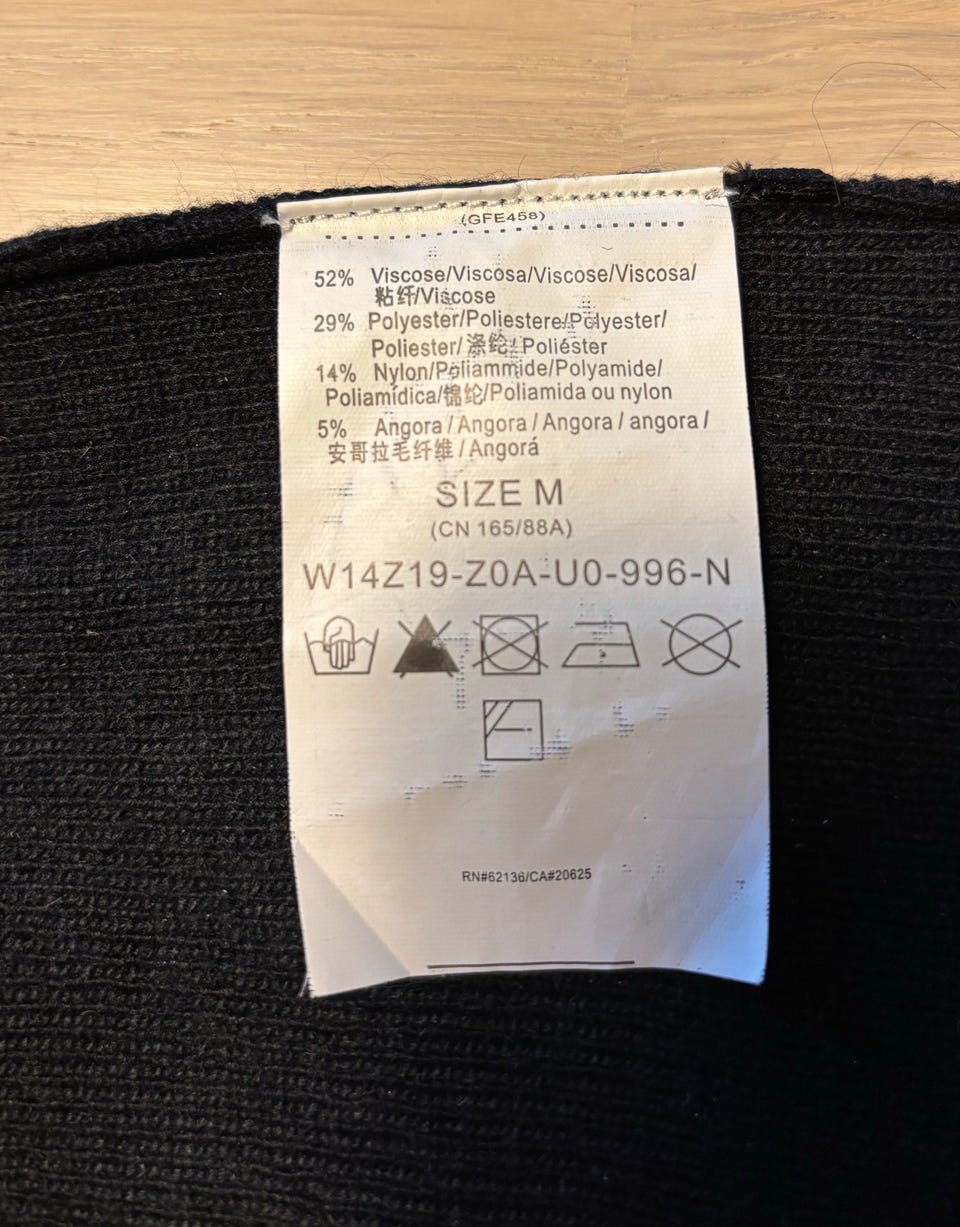 (GFE458)
52% Viscose/Viscosa/Viscose/Viscosa/
粘纤/Viscose
29% Polyester/Poliestere/Polyester/
Poliester/ 涤纶/ Poliéster
14% Nylon/Poliammide/Polyamide/
Poliamídica/锦纶/Poliamida ou nylon
5% Angora / Angora / Angora / angora /
安哥拉毛纤维 / Angorá
SIZE M
(CN 165/88A)
W14Z19-Z0A-U0-996-N
RN#62136/CA#20625